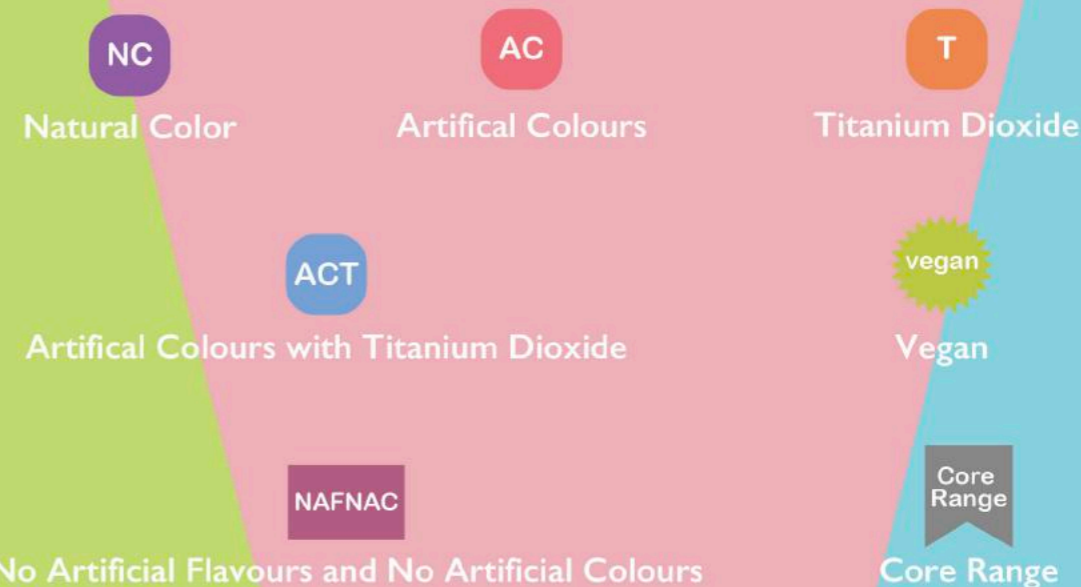 NC
AC
T
Natural Color
Artifical Colours
Titanium Dioxide
ACT
vegan
Artifical Colours with Titanium Dioxide
Vegan
NAFNAC
Core
Range
No Artificial Flavours and No Artificial Colours
Core Range